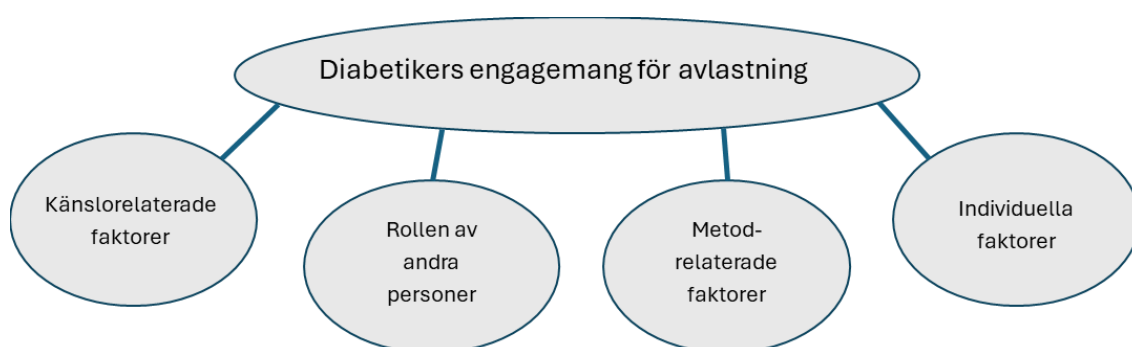 Diabetikers engagemang för avlastning
Känslorelaterade
faktorer
Rollen av
andra
personer
Metod-
relaterade
faktorer
Individuella
faktorer